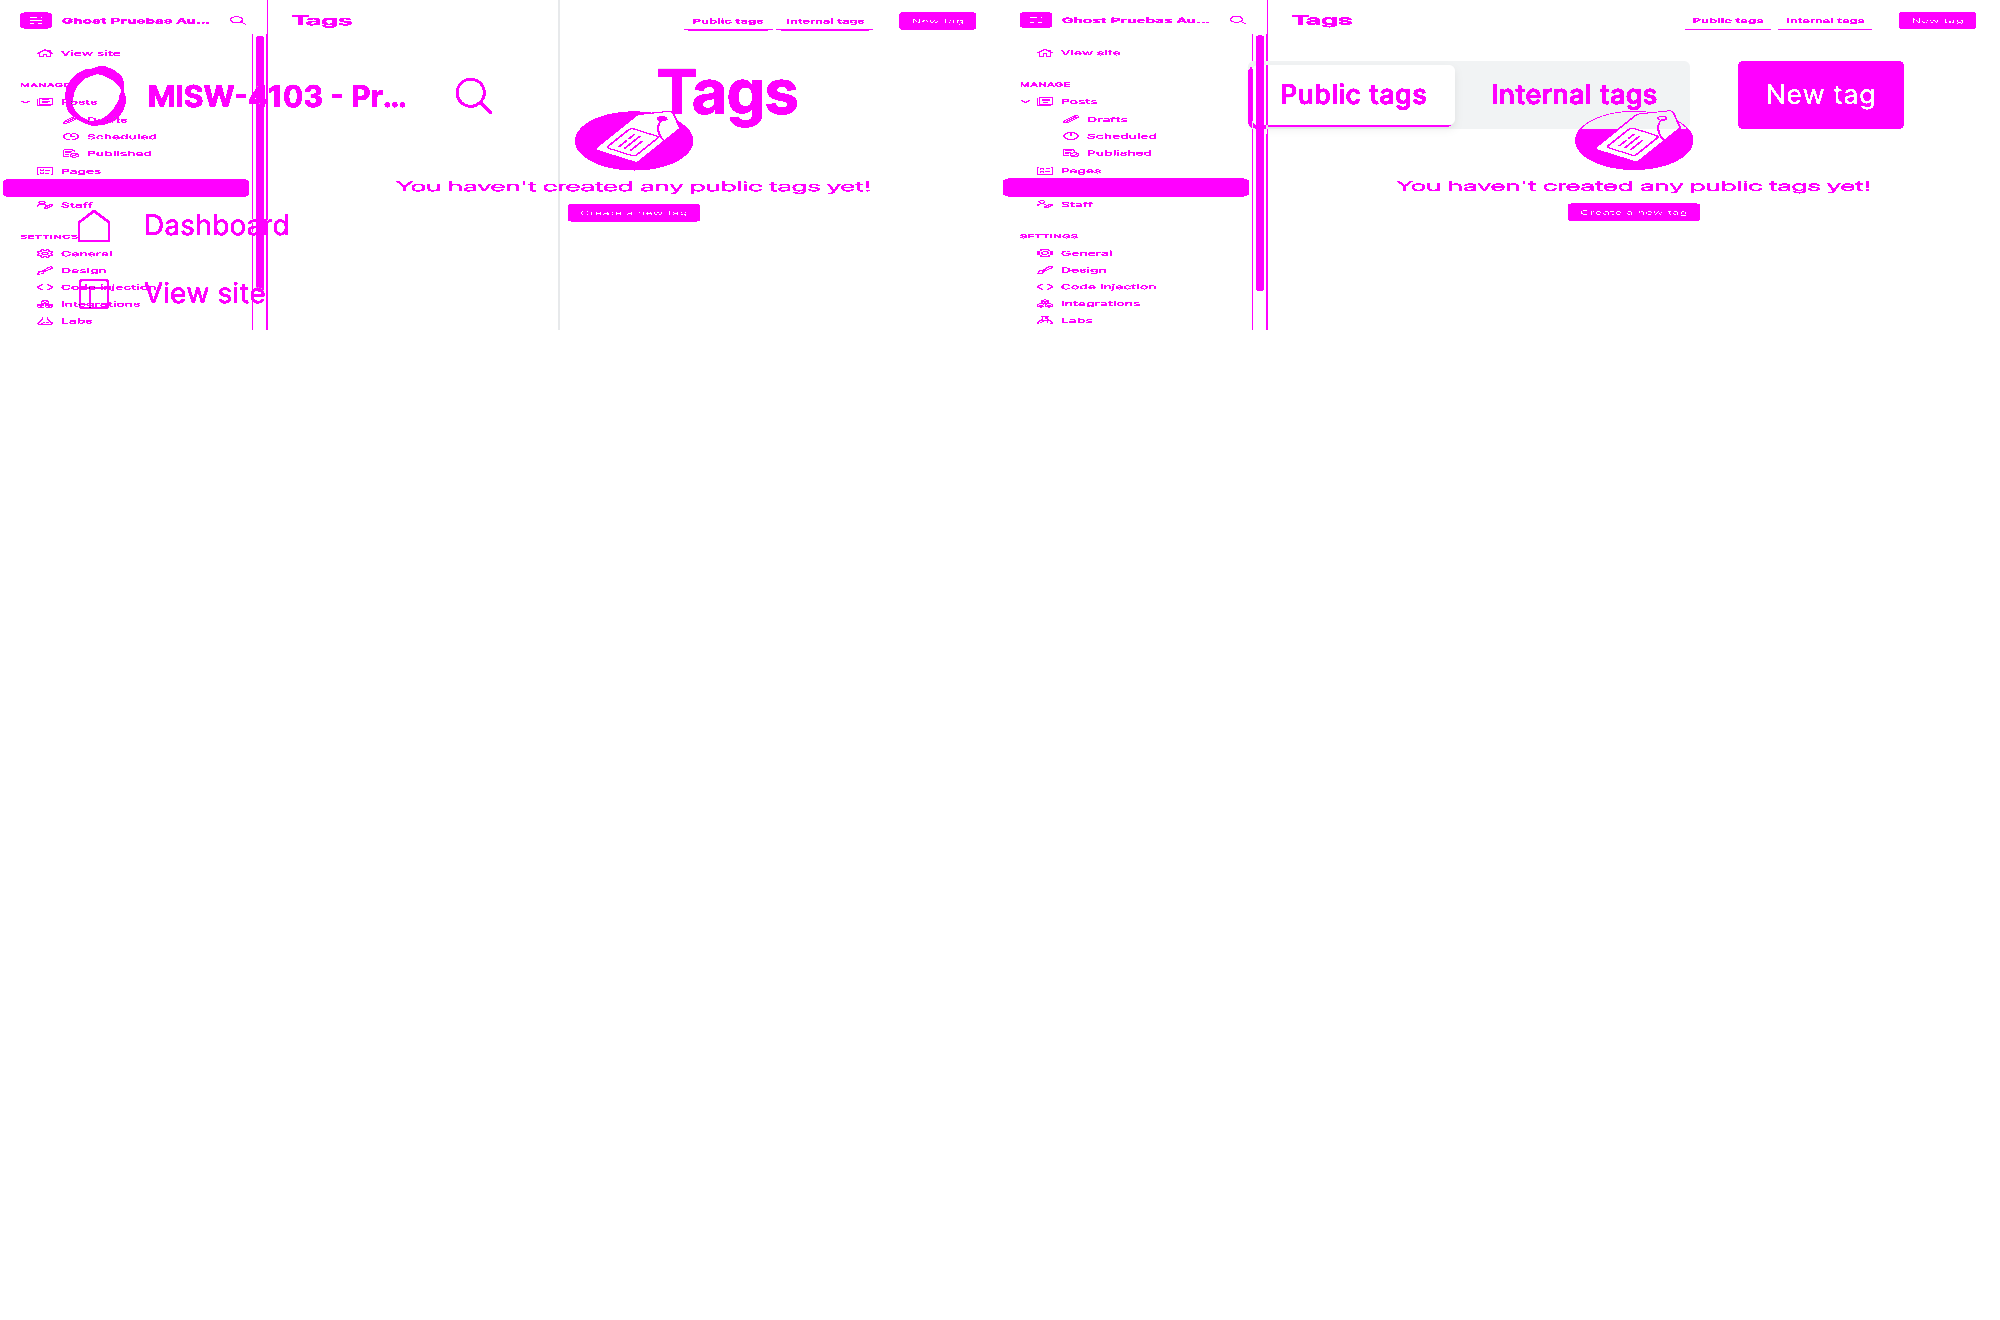 Ghost Pruebas Au...
Tags
Public tags
Internal tags
New tag
View site
MANAGE
Posts
Scheduled
Published
Pages
Staff
SETTINGS
General
Design
Code injection
Integrations
Labs
MISW-4103 - Pr...
Tags
Dashboard
View site
You haven't created any public tags yet!
Create a new tag
Ghost Pruebas Au...
Tags
Public tags
Internal tags
New tag
View site
MANAGE
Posts
Drafts
Scheduled
Published
Pages
Staff
SETTINGS
General
Design
Code injection
Integrations
Labs
Public tags
Internal tags
New tag
You haven't created any public tags yet!
Create a new tag